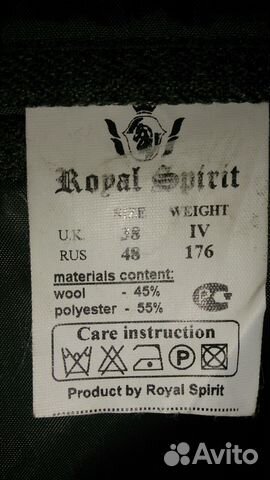 Royal Spirit
SIZE WEIGHT
U.K. 38 IV
RUS 48 176
materials content:
wool - 45%
polyester - 55%
Care instruction
P
Product by Royal Spirit
Avito